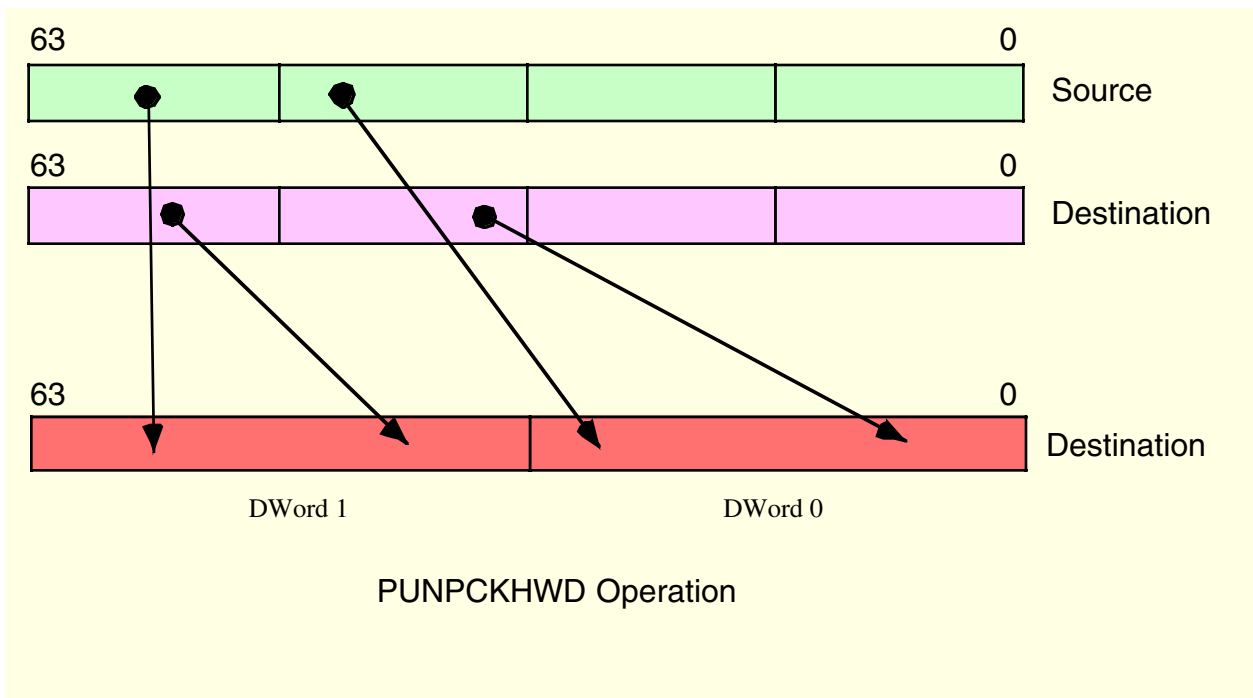 63 0
Source
63 0
Destination
63 0
Destination
DWord 1 DWord 0
PUNPCKHWD Operation